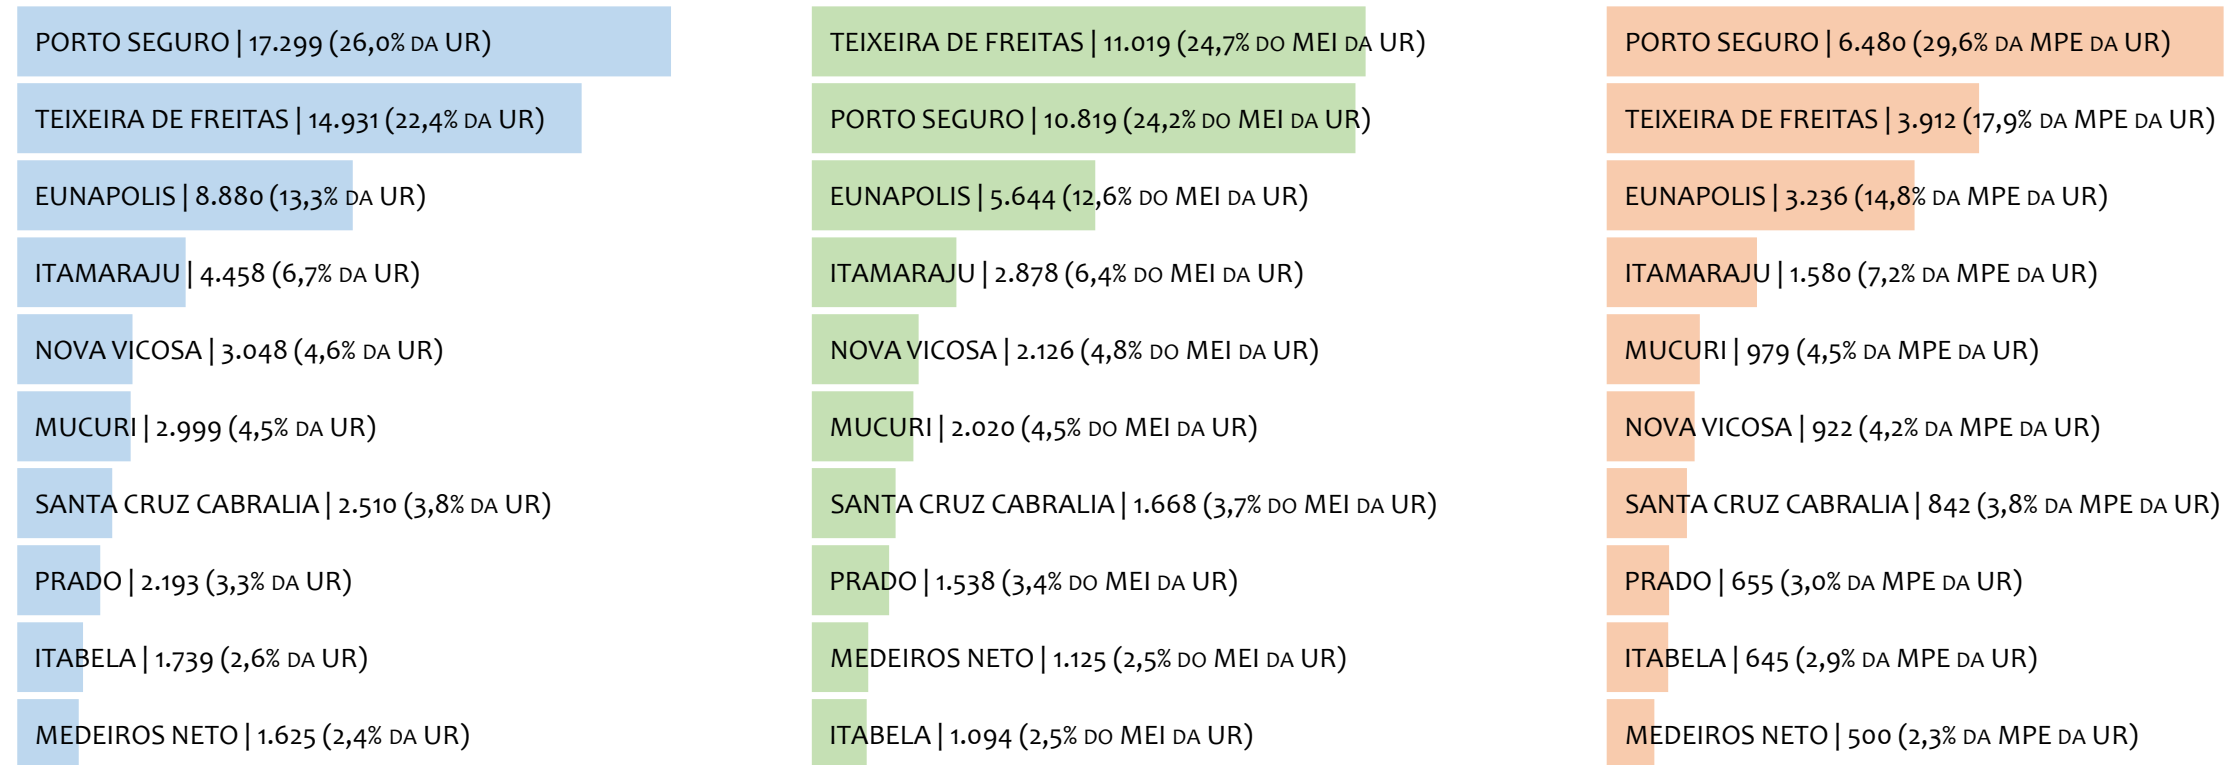 PORTO SEGURO | 17.299 (26,0% DA UR)
TEIXEIRA DE FREITAS | 14.931 (22,4% DA UR)
EUNAPOLIS | 8.880 (13,3% DA UR)
ITAMARAJU | 4.458 (6,7% DA UR)
NOVA VICOSA | 3.048 (4,6% DA UR)
MUCURI | 2.999 (4,5% DA UR)
SANTA CRUZ CABRALIA | 2.510 (3,8% DA UR)
PRADO | 2.193 (3,3% DA UR)
ITABELA | 1.739 (2,6% DA UR)
MEDEIROS NETO | 1.625 (2,4% DA UR)
TEIXEIRA DE FREITAS | 11.019 (24,7% DO MEI DA UR)
PORTO SEGURO | 10.819 (24,2% DO MEI DA UR)
EUNAPOLIS | 5.644 (12,6% DO MEI DA UR)
ITAMARAJU | 2.878 (6,4% DO MEI DA UR)
NOVA VICOSA | 2.126 (4,8% DO MEI DA UR)
MUCURI | 2.020 (4,5% DO MEI DA UR)
SANTA CRUZ CABRALIA | 1.668 (3,7% DO MEI DA UR)
PRADO | 1.538 (3,4% DO MEI DA UR)
MEDEIROS NETO | 1.125 (2,5% DO MEI DA UR)
ITABELA | 1.094 (2,5% DO MEI DA UR)
PORTO SEGURO | 6.480 (29,6% DA MPE DA UR)
TEIXEIRA DE FREITAS | 3.912 (17,9% DA MPE DA UR)
EUNAPOLIS | 3.236 (14,8% DA MPE DA UR)
ITAMARAJU | 1.580 (7,2% DA MPE DA UR)
MUCURI | 979 (4,5% DA MPE DA UR)
NOVA VICOSA | 922 (4,2% DA MPE DA UR)
SANTA CRUZ CABRALIA | 842 (3,8% DA MPE DA UR)
PRADO | 655 (3,0% DA MPE DA UR)
ITABELA | 645 (2,9% DA MPE DA UR)
MEDEIROS NETO | 500 (2,3% DA MPE DA UR)